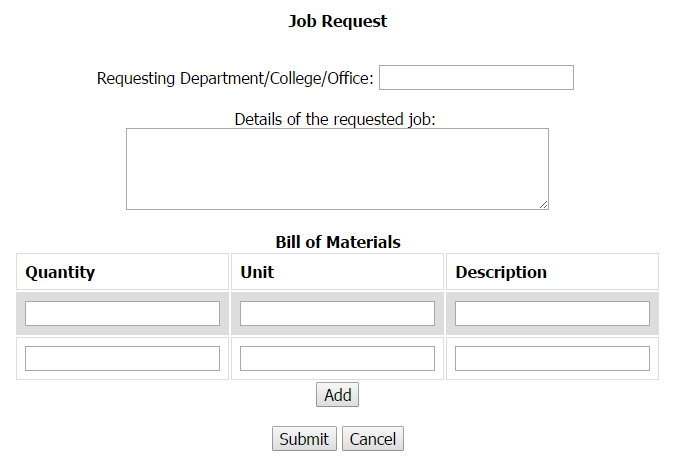 Job Request
Requesting Department/College/Office:
Details of the requested job:
Bill of Materials
Quantity Unit Description
Add
Submit Cancel